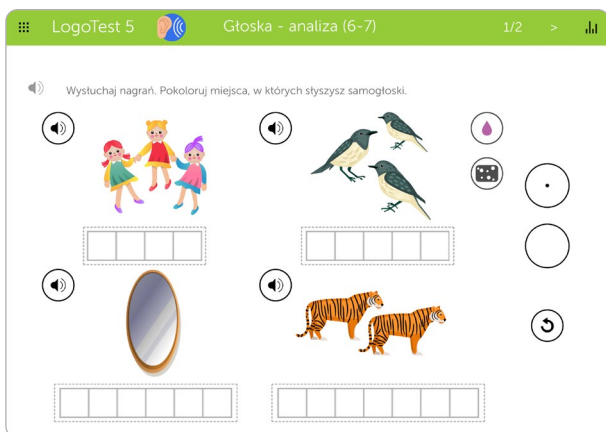 LogoTest 5 Głoska - analiza (6-7) 1/2 >
Wysłuchaj nagrań. Pokoloruj miejsca, w których słyszysz samogłoski.